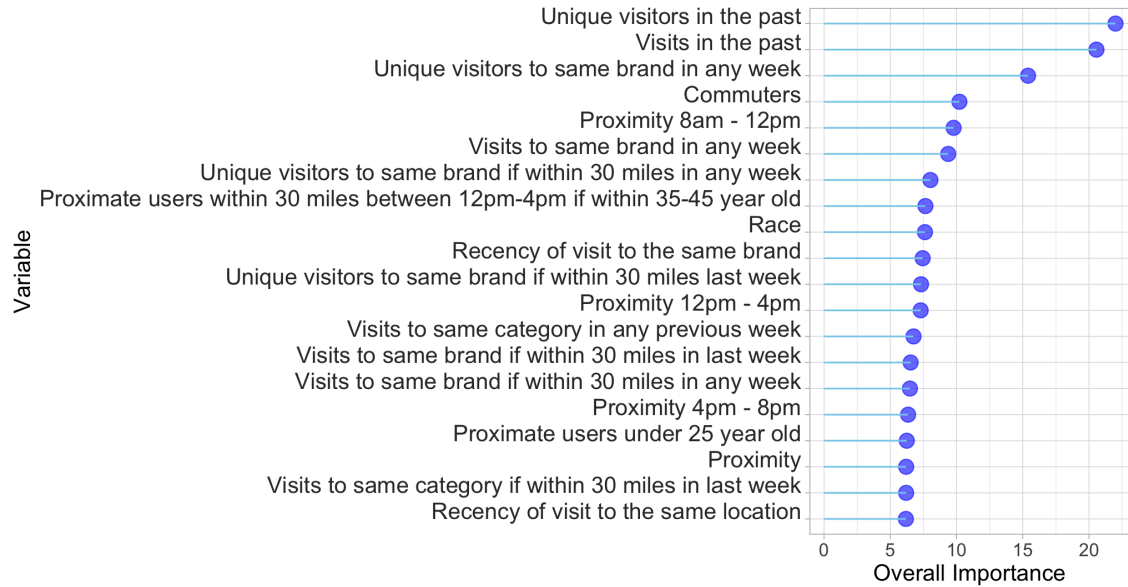 Unique visitors in the past
Visits in the past
Unique visitors to same brand in any week
Commuters
Proximity 8am - 12pm
Visits to same brand in any week
Unique visitors to same brand if within 30 miles in any week
Proximate users within 30 miles between 12pm-4pm if within 35-45 year old
Race
Recency of visit to the same brand
Unique visitors to same brand if within 30 miles last week
Proximity 12pm - 4pm
Visits to same category in any previous week
Visits to same brand if within 30 miles in last week
Visits to same brand if within 30 miles in any week
Proximity 4pm - 8pm
Proximate users under 25 year old
Proximity
Visits to same category if within 30 miles in last week
Recency of visit to the same location
Variable
0 5 10 15 20
Overall Importance